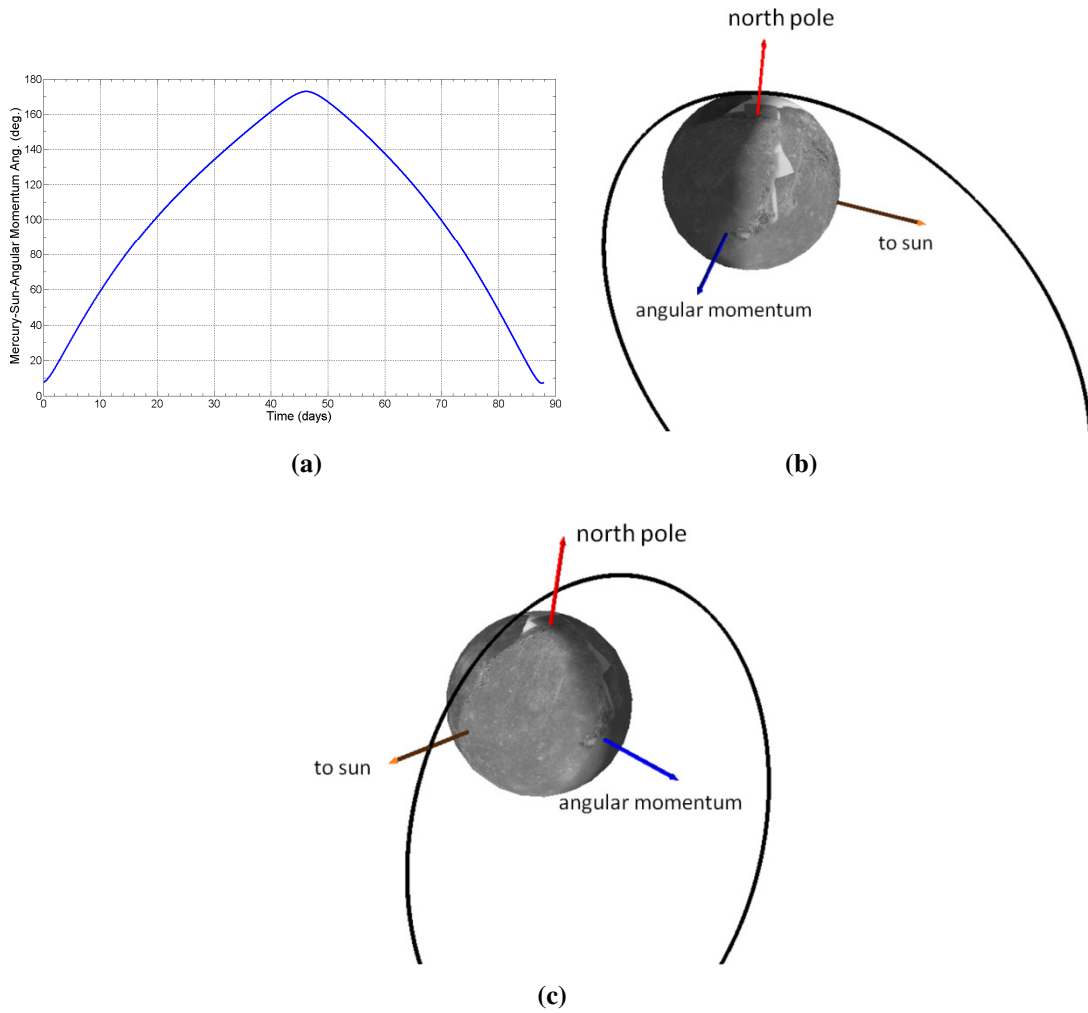 180
160
140
120
100
80
60
40
20
0
Mercury-Sun-Angular Momentum Ang. (deg.)
0 10 20 30 40 50 60 70 80 90
Time (days)
(a)
north pole
to sun
angular momentum
(b)
north pole
to sun
angular momentum
(c)